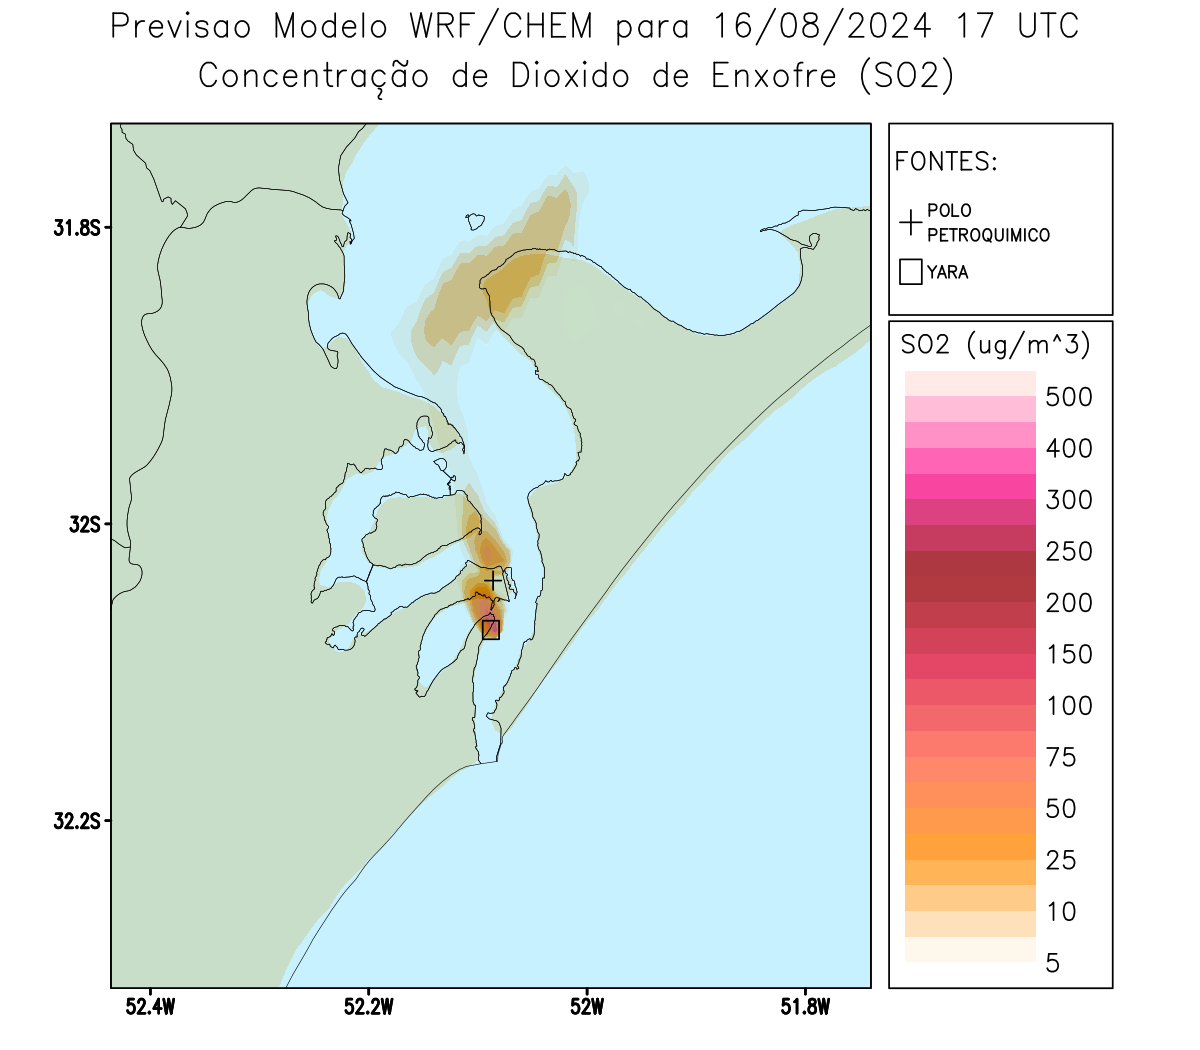 Previsao Modelo WRF/CHEM para 16/08/2024 17 UTC
Concentração de Dioxido de Enxofre (SO2)
FONTES:
POLO
PETROQUIMICO
YARA
SO2 (ug/m^3)
500
400
300
250
200
150
100
75
50
25
10
5
31.8S
32S
32.2S
52.4W
52.2W
52W
51.8W